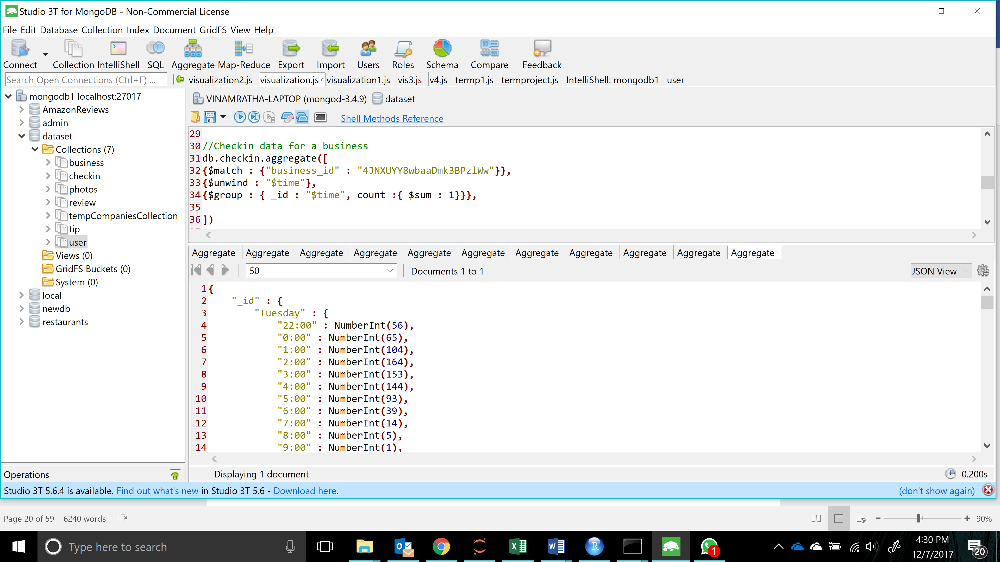 Studio 3T for MongoDB - Non-Commercial License
File Edit Database Collection Index Document GridFS View Help
Connect Collection IntelliShell SQL Aggregate Map-Reduce Export Import Users Roles Schema Compare Feedback
Search Open Connections (Ctrl+F) ...
visualization2.js visualization.js visualization1.js vis3.js v4.js termp1.js termproject.js IntelliShell: mongodb1 user
mongodb1 localhost:27017
AmazonReviews
admin
dataset
Collections (7)
business
checkin
photos
review
tempCompaniesCollection
tip
user
Views (0)
GridFS Buckets (0)
System (0)
local
newdb
restaurants
VINAMRATHA-LAPTOP (mongod-3.4.9) dataset
Shell Methods Reference
29
30 //Checkin data for a business
31 db.checkin.aggregate([
32 {$match : {"business_id" : "4JNXUYY8wbaaDmk3BPzlWw"}},
33 {$unwind : "$time"},
34 {$group : { _id : "$time", count :{ $sum : 1}}},
35
36 ])
Aggregate Aggregate Aggregate Aggregate Aggregate Aggregate Aggregate Aggregate Aggregate Aggregate Aggregate
50 Documents 1 to 1 JSON View
1 {
2 "_id" : {
3 "Tuesday" : {
4 "22:00" : NumberInt(56),
5 "0:00" : NumberInt(65),
6 "1:00" : NumberInt(104),
7 "2:00" : NumberInt(164),
8 "3:00" : NumberInt(153),
9 "4:00" : NumberInt(144),
10 "5:00" : NumberInt(93),
11 "6:00" : NumberInt(39),
12 "7:00" : NumberInt(14),
13 "8:00" : NumberInt(5),
14 "9:00" : NumberInt(1),
Operations
Displaying 1 document 0.200s
Studio 3T 5.6.4 is available. Find out what's new in Studio 3T 5.6 - Download here. (don't show again)
Page 20 of 59 6240 words 90%
Type here to search
4:30 PM
12/7/2017
1
20